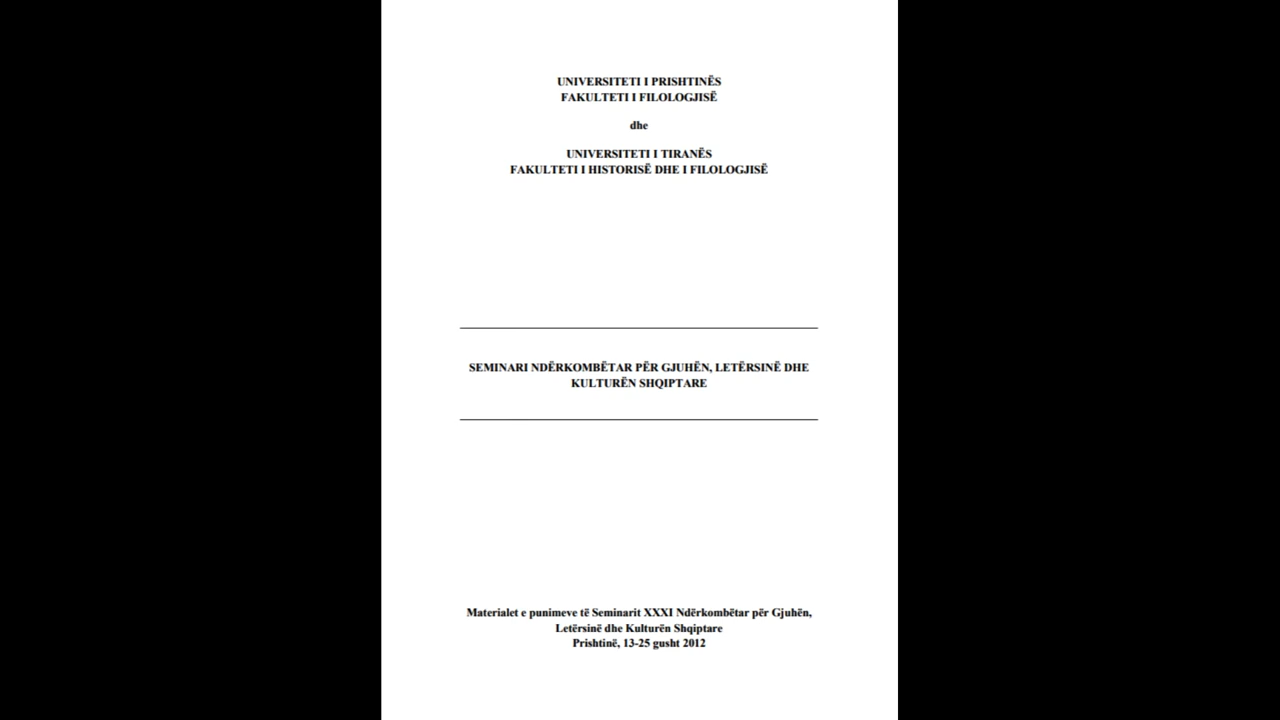 UNIVERSITETI I PRISHTINËS
FAKULTETI I FILOLOGJISË
dhe
UNIVERSITETI I TIRANËS
FAKULTETI I HISTORISË DHE I FILOLOGJISË
SEMINARI NDËRKOMBËTAR PËR GJUHËN, LETËRSINË DHE
KULTURËN SHQIPTARE
Materialet e punimeve të Seminarit XXXI Ndërkombëtar për Gjuhën,
Letërsinë dhe Kulturën Shqiptare
Prishtinë, 13-25 gusht 2012